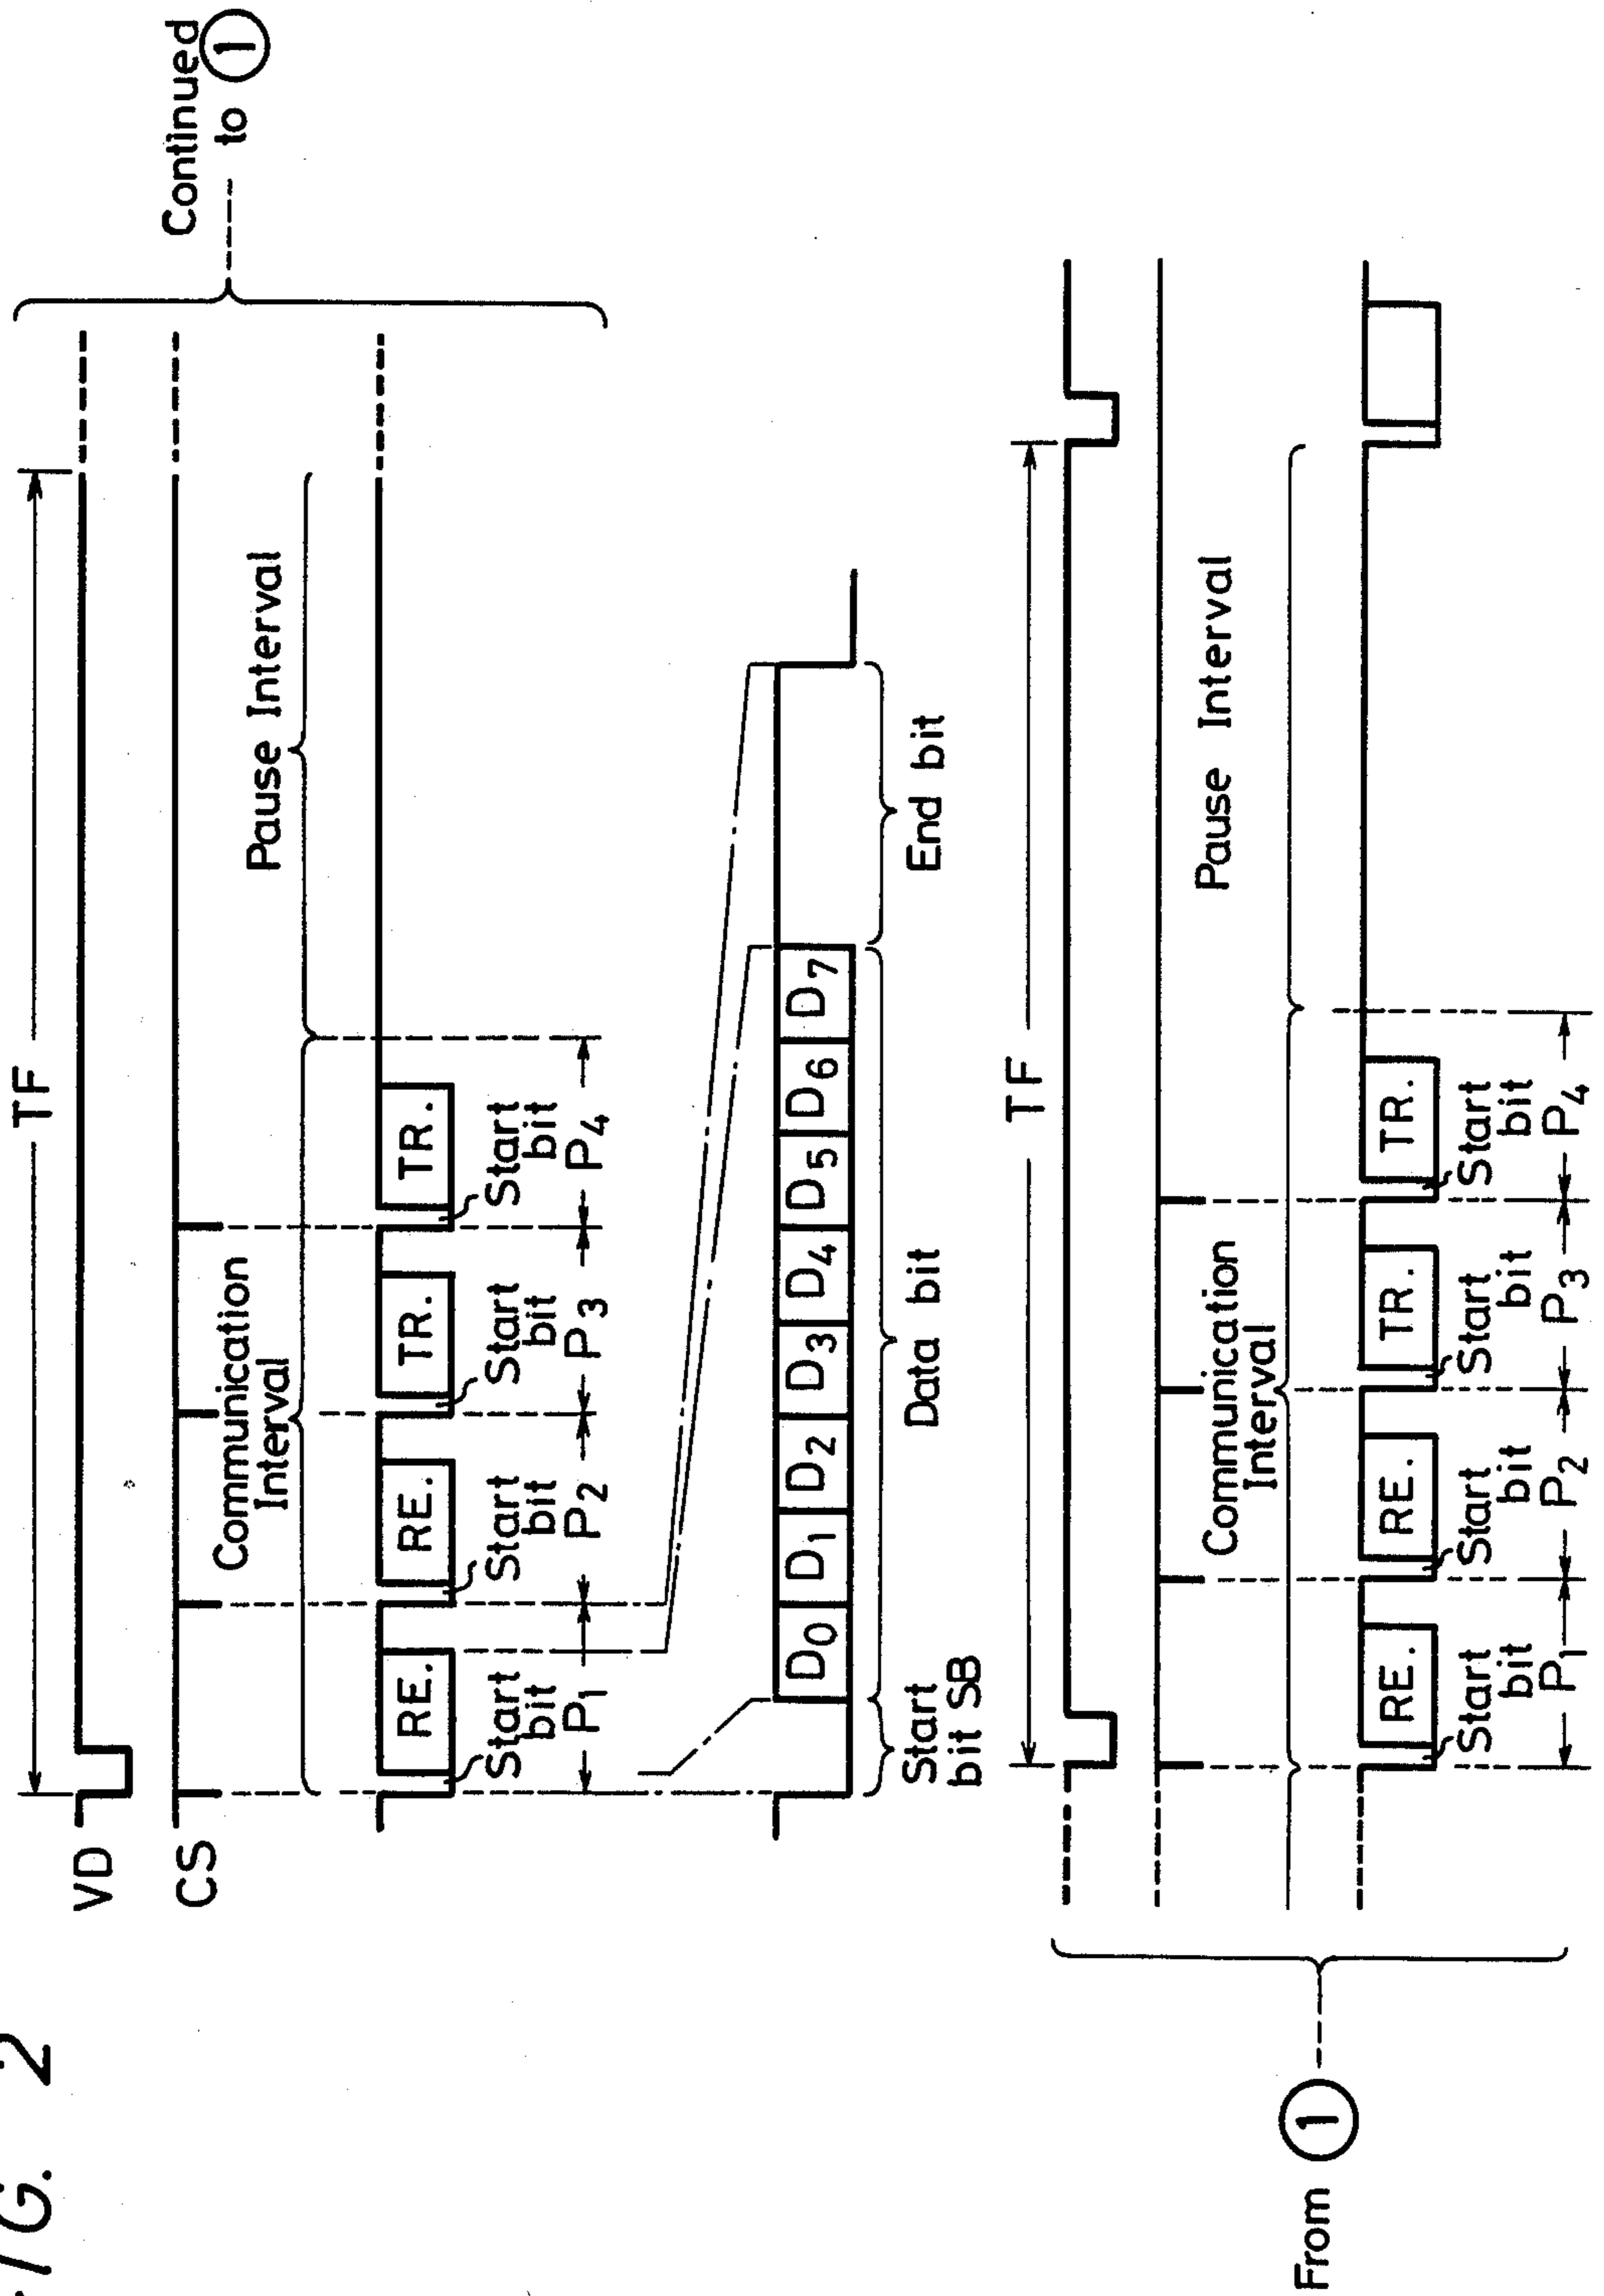 FIG. 2
TF
VD
CS
Continued
to ①
Communication
Interval
Pause Interval
RE.
RE.
TR.
TR.
Start
bit
Start
bit
Start
bit
Start
bit
P1
P2
P3
P4
D0
D1
D2
D3
D4
D5
D6
D7
Start
bit SB
Data bit
End bit
From ①
TF
Communication
Interval
Pause Interval
RE.
RE.
TR.
TR.
Start
bit
Start
bit
Start
bit
Start
bit
P1
P2
P3
P4